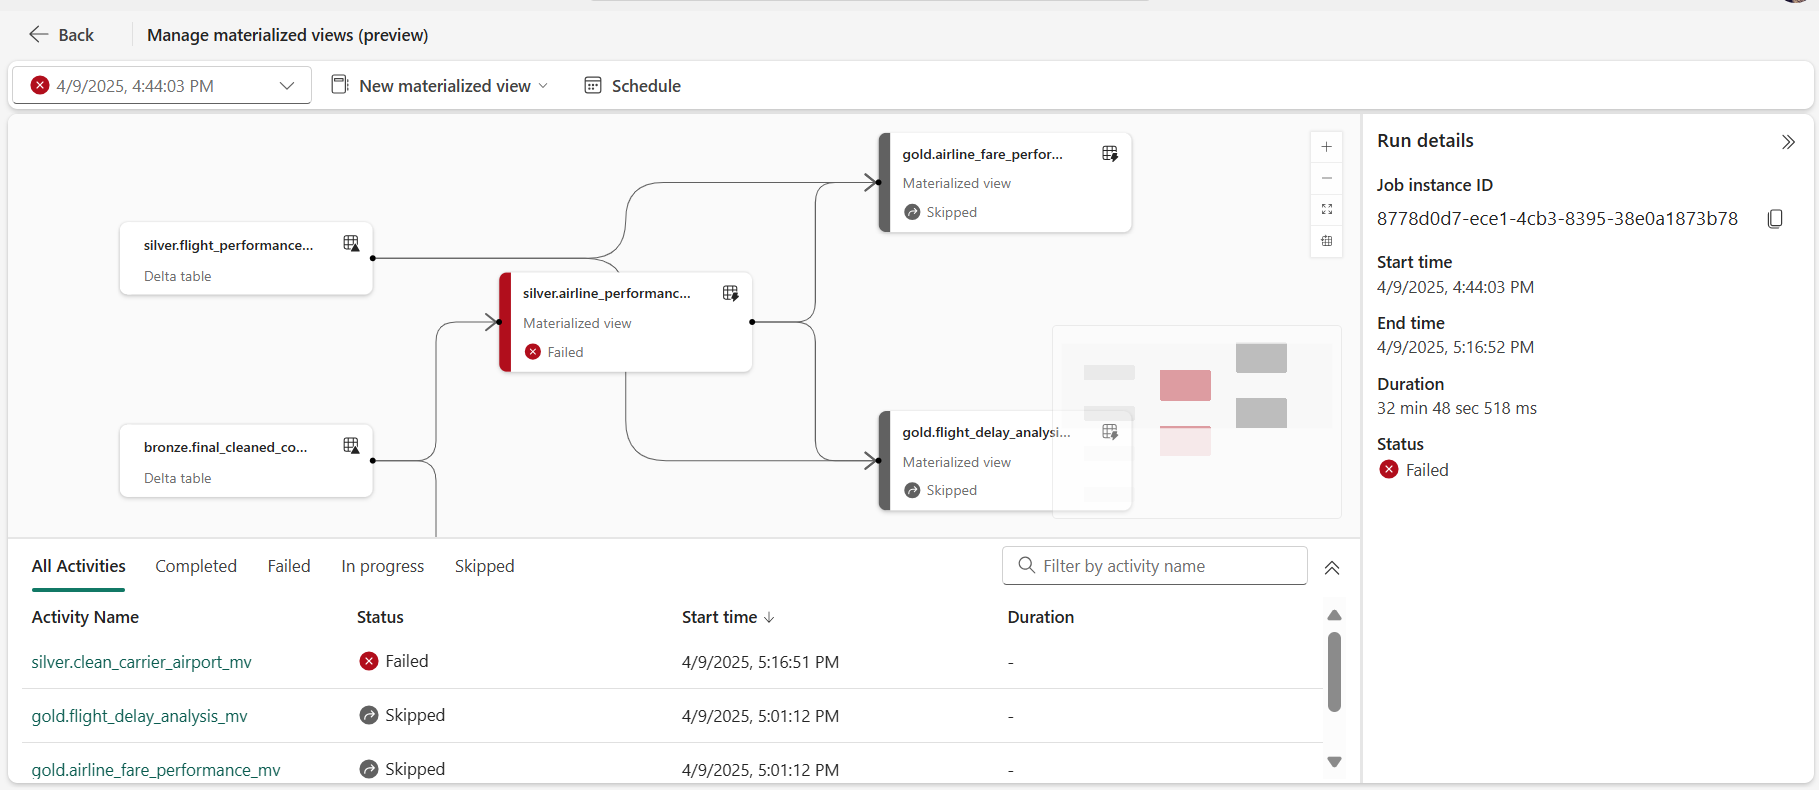 Back
Manage materialized views (preview)
4/9/2025, 4:44:03 PM
New materialized view
Schedule
gold.airline_fare_perfor...
Materialized view
Skipped
silver.flight_performance...
Delta table
silver.airline_performanc...
Materialized view
Failed
bronze.final_cleaned_co...
Delta table
gold.flight_delay_analysi...
Materialized view
Skipped
Run details
Job instance ID
8778d0d7-ece1-4cb3-8395-38e0a1873b78
Start time
4/9/2025, 4:44:03 PM
End time
4/9/2025, 5:16:52 PM
Duration
32 min 48 sec 518 ms
Status
Failed
All Activities Completed Failed In progress Skipped
Filter by activity name
Activity Name Status Start time Duration
silver.clean_carrier_airport_mv Failed 4/9/2025, 5:16:51 PM -
gold.flight_delay_analysis_mv Skipped 4/9/2025, 5:01:12 PM -
gold.airline_fare_performance_mv Skipped 4/9/2025, 5:01:12 PM -